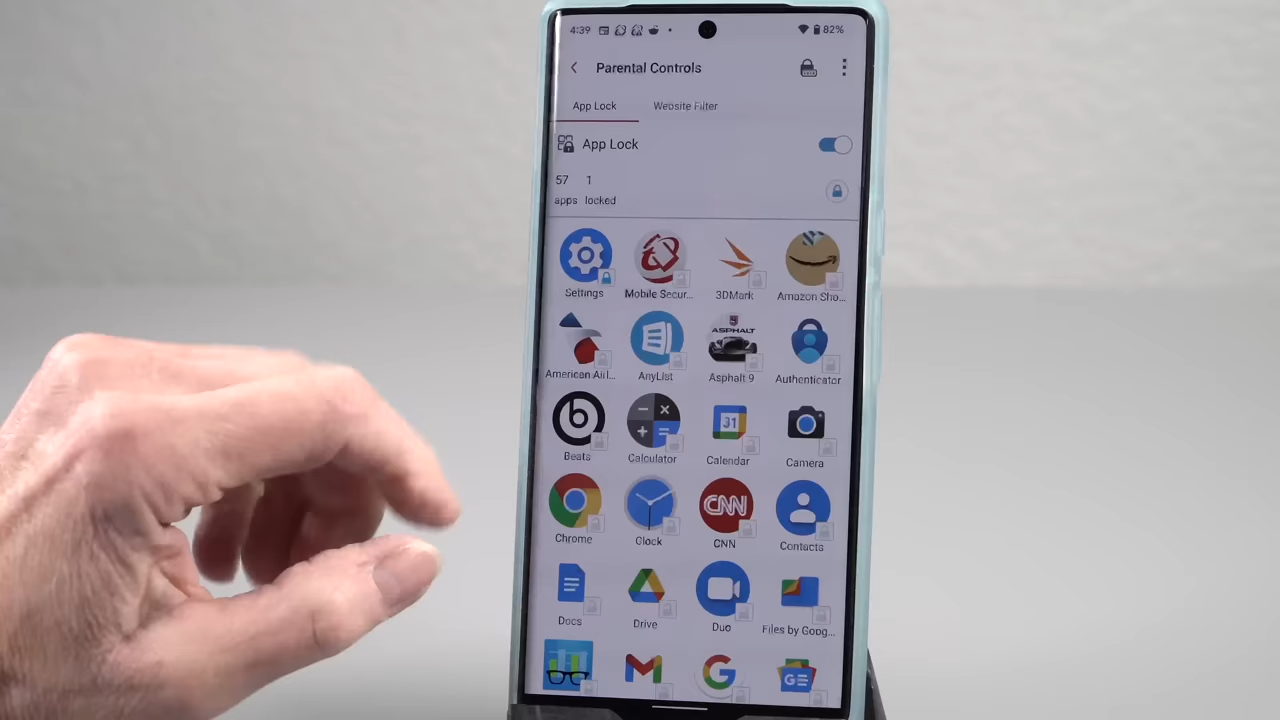 4:39 82%
Parental Controls
App Lock Website Filter
App Lock
57 1
apps locked
Settings Mobile Secur... 3DMark Amazon Sho...
ASPHALT
American Airl... AnyList Asphalt 9 Authenticator
31
Beats Calculator Calendar Camera
CNN
Chrome Clock CNN Contacts
Docs Drive Duo Files by Goog...